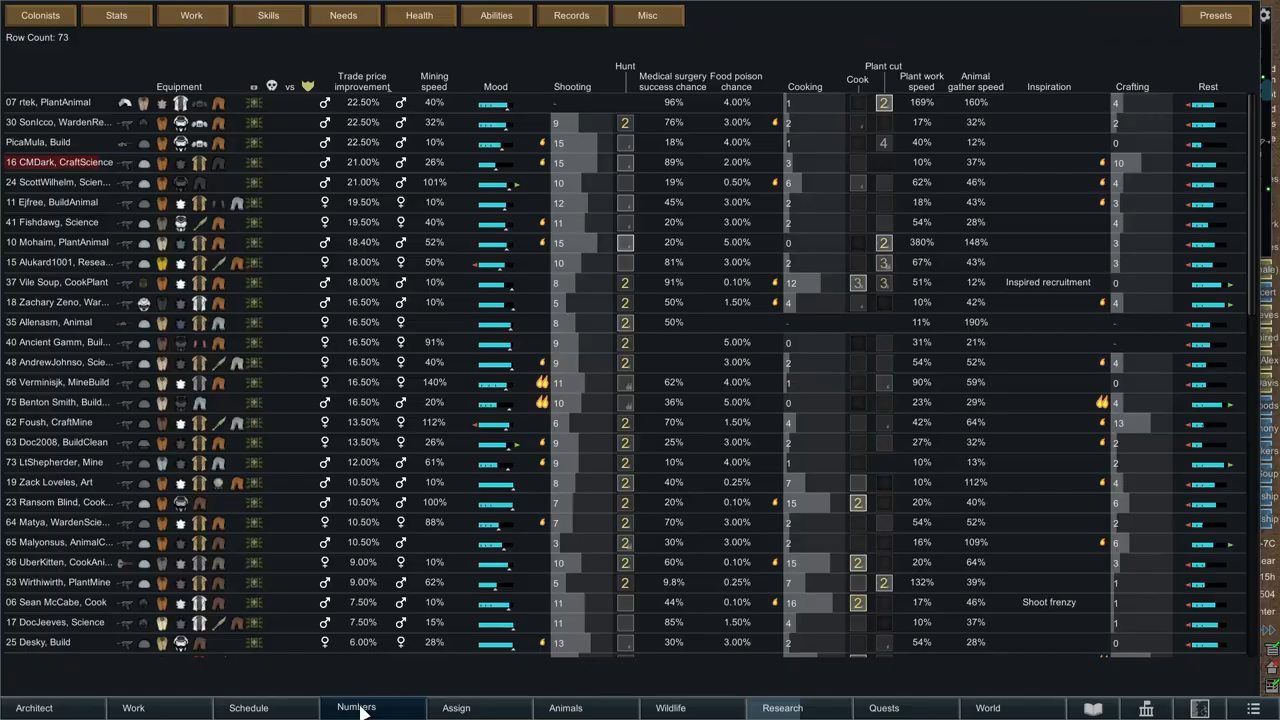 Colonists Stats Work Skills Needs Health Abilities Records Misc Presets
Row Count: 73
Hunt Plant cut
Trade price Mining Medical surgery Food poison Plant work Animal
Equipment vs improvement speed Mood Shooting success chance chance Cooking Cook speed gather speed Inspiration Crafting Rest
07 rtek, PlantAnimal 22.50% 40% - 96% 4.00% 1 2 169% 160% 4
30 SonIcco, WardenRe... 22.50% 32% 9 2 76% 3.00% 2 17% 32% 2
PicaMula, Build 22.50% 10% 15 18% 4.00% 1 4 40% 12% 0
16 CMDark, CraftScience 21.00% 26% 15 89% 2.00% 3 10% 37% 10
24 ScottWilhelm, Scien... 21.00% 101% 10 19% 0.50% 6 62% 46% 4
11 Ejfree, BuildAnimal 19.50% 10% 12 45% 3.00% 2 18% 43% 3
41 Fishdawg, Science 19.50% 40% 11 20% 3.00% 2 54% 28% 4
10 Mohaim, PlantAnimal 18.40% 52% 15 20% 5.00% 0 2 380% 148% 3
15 Alukard1001, Resea... 18.00% 50% 10 81% 3.00% 2 3 67% 43% 3
37 Vile Soup, CookPlant 18.00% 10% 8 2 91% 0.10% 12 3 3 51% 12% Inspired recruitment 0
18 Zachary Zeno, War... 16.50% 10% 5 2 50% 1.50% 4 10% 42% 4
35 Allenasm, Animal 16.50% 10% 8 2 50% - 11% 190% -
40 Ancient Gamm, Buil... 16.50% 91% 9 2 5.00% 0 31% 21% -
48 AndrewJohnso, Scie... 16.50% 40% 9 2 3.00% 2 54% 52% 4
56 Verminisjk, MineBuild 16.50% 140% 11 62% 4.00% 1 90% 59% 0
75 Benton Smith, Build... 16.50% 20% 10 36% 5.00% 0 23% 29% 4
62 Foush, CraftMine 13.50% 112% 6 2 70% 1.50% 4 42% 64% 13
63 Doc2008, BuildClean 13.50% 26% 9 2 25% 3.00% 2 27% 32% 2
73 LtShepherder, Mine 12.00% 61% 9 2 10% 4.00% 1 10% 13% 2
19 Zack Loveles, Art 10.50% 10% 8 2 40% 0.25% 7 10% 112% 4
23 Ransom Blind, Cook... 10.50% 100% 7 2 20% 0.10% 15 2 20% 40% 6
64 Matya, WardenScie... 10.50% 88% 7 2 70% 3.00% 2 54% 52% 4
65 Malyonsus, AnimalC... 10.50% 10% 3 2 30% 3.00% 2 16% 109% 6
36 UberKitten, CookAni... 9.00% 10% 10 2 60% 0.10% 15 2 20% 64% 3
53 Wirthiwirth, PlantMine 9.00% 62% 5 2 9.8% 0.25% 7 2 132% 39% 1
06 Sean McCabe, Cook 7.50% 10% 11 44% 0.10% 16 2 17% 46% Shoot frenzy 1
17 DocJeeves, Science 7.50% 15% 11 85% 1.50% 4 10% 37% 1
25 Desky, Build 6.00% 28% 13 30% 3.00% 2 54% 28% 0
Architect Work Schedule Numbers Assign Animals Wildlife Research Quests World